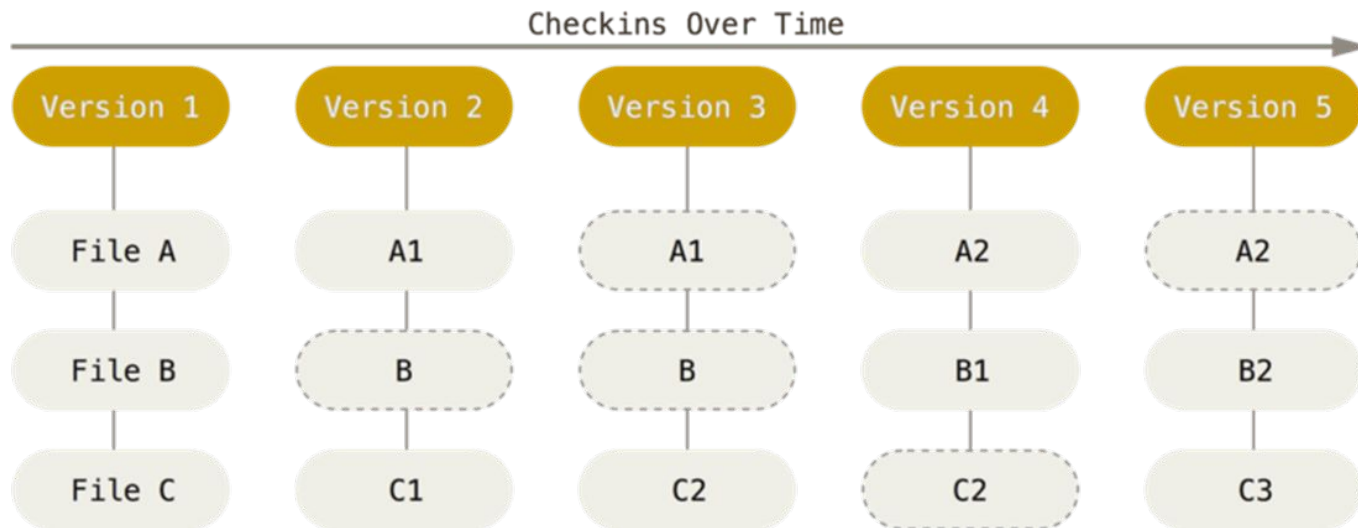 Checkins Over Time
Version 1 Version 2 Version 3 Version 4 Version 5
File A A1 A1 A2 A2
File B B B B1 B2
File C C1 C2 C2 C3